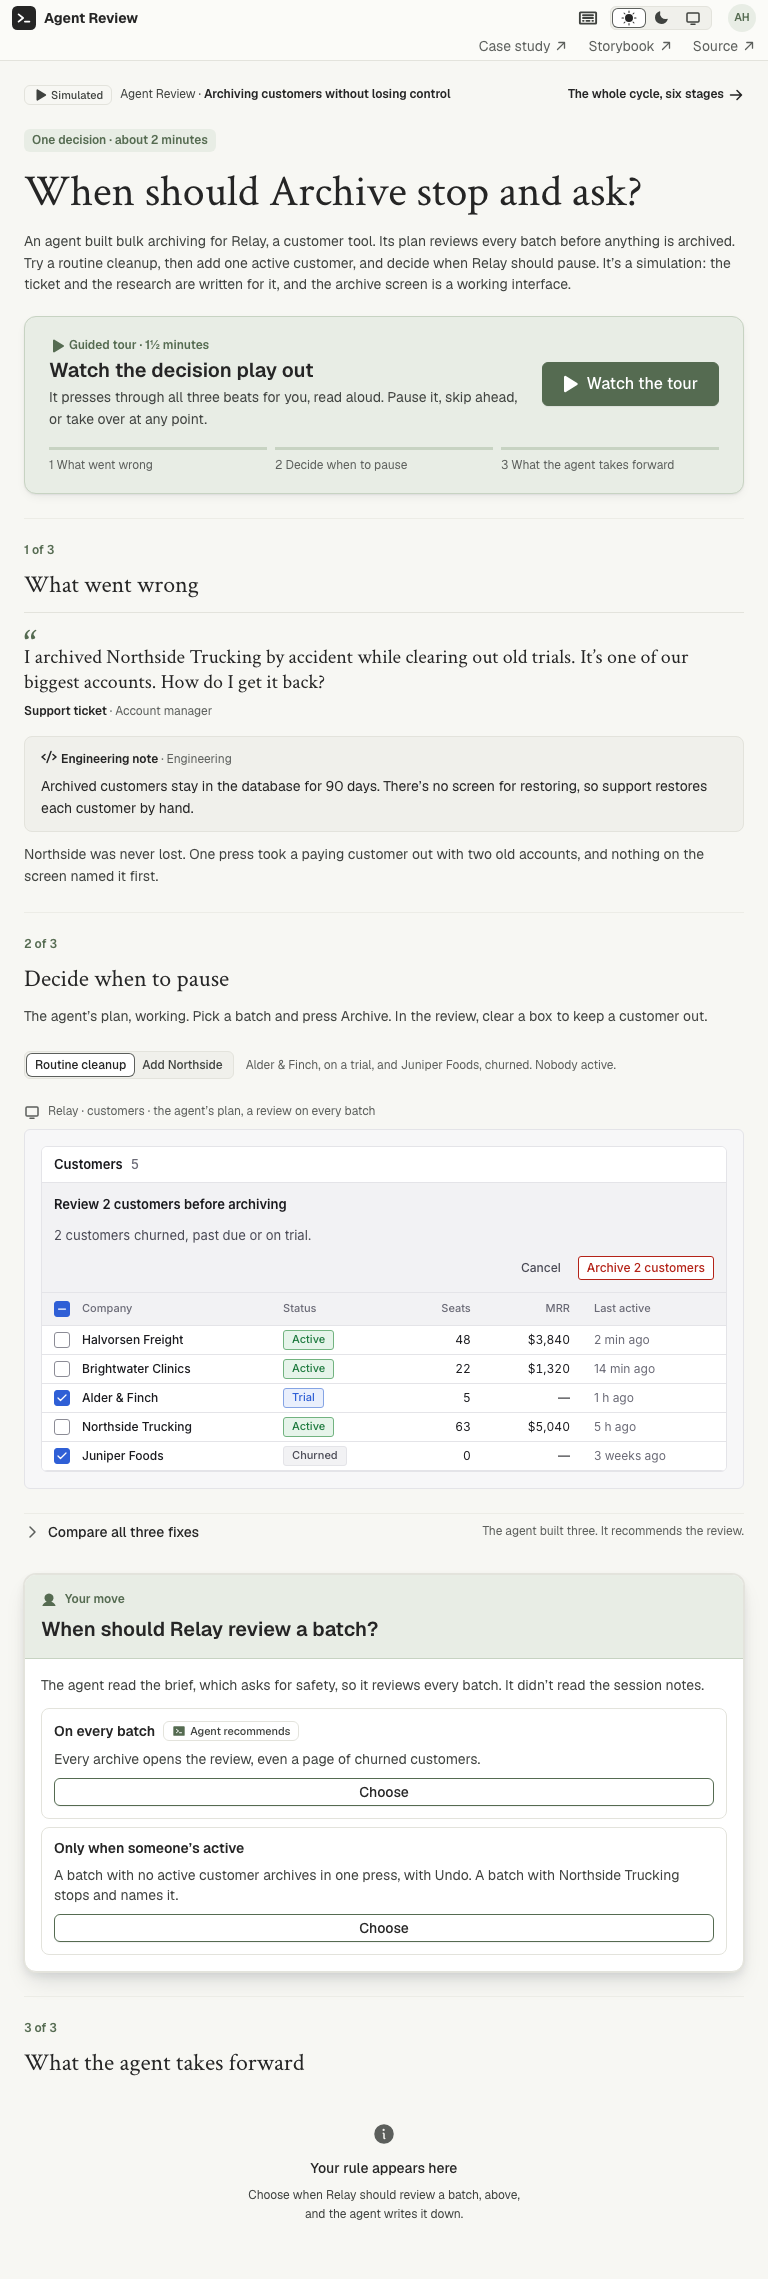 Agent Review
AH
Case study
Storybook
Source
Simulated
Agent Review · Archiving customers without losing control
The whole cycle, six stages
One decision · about 2 minutes
When should Archive stop and ask?
An agent built bulk archiving for Relay, a customer tool. Its plan reviews every batch before anything is archived.
Try a routine cleanup, then add one active customer, and decide when Relay should pause. It’s a simulation: the
ticket and the research are written for it, and the archive screen is a working interface.
Guided tour · 1½ minutes
Watch the decision play out
It presses through all three beats for you, read aloud. Pause it, skip ahead,
or take over at any point.
Watch the tour
1 What went wrong
2 Decide when to pause
3 What the agent takes forward
1 of 3
What went wrong
“
I archived Northside Trucking by accident while clearing out old trials. It’s one of our
biggest accounts. How do I get it back?
Support ticket · Account manager
Engineering note · Engineering
Archived customers stay in the database for 90 days. There’s no screen for restoring, so support restores
each customer by hand.
Northside was never lost. One press took a paying customer out with two old accounts, and nothing on the
screen named it first.
2 of 3
Decide when to pause
The agent’s plan, working. Pick a batch and press Archive. In the review, clear a box to keep a customer out.
Routine cleanup
Add Northside
Alder & Finch, on a trial, and Juniper Foods, churned. Nobody active.
Relay · customers · the agent’s plan, a review on every batch
Customers 5
Review 2 customers before archiving
2 customers churned, past due or on trial.
Cancel
Archive 2 customers
Company Status Seats MRR Last active
Halvorsen Freight Active 48 $3,840 2 min ago
Brightwater Clinics Active 22 $1,320 14 min ago
Alder & Finch Trial 5 — 1 h ago
Northside Trucking Active 63 $5,040 5 h ago
Juniper Foods Churned 0 — 3 weeks ago
Compare all three fixes
The agent built three. It recommends the review.
Your move
When should Relay review a batch?
The agent read the brief, which asks for safety, so it reviews every batch. It didn’t read the session notes.
On every batch
Agent recommends
Every archive opens the review, even a page of churned customers.
Choose
Only when someone’s active
A batch with no active customer archives in one press, with Undo. A batch with Northside Trucking
stops and names it.
Choose
3 of 3
What the agent takes forward
Your rule appears here
Choose when Relay should review a batch, above,
and the agent writes it down.